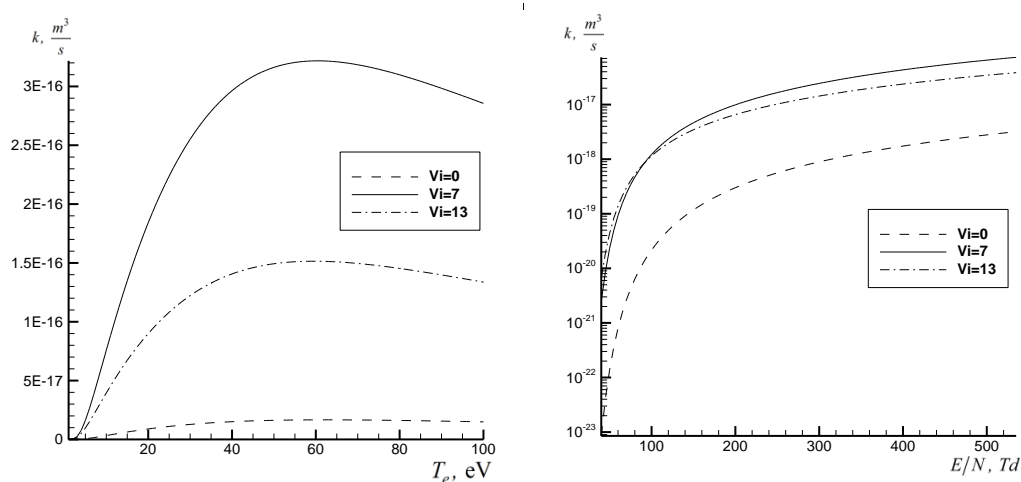 k, m³/s
3E-16
2.5E-16
2E-16
1.5E-16
1E-16
5E-17
0
20
40
60
80
100
T_e, eV
Vi=0
Vi=7
Vi=13
k, m³/s
10⁻¹⁷
10⁻¹⁸
10⁻¹⁹
10⁻²⁰
10⁻²¹
10⁻²²
10⁻²³
100
200
300
400
500
E/N, Td
Vi=0
Vi=7
Vi=13